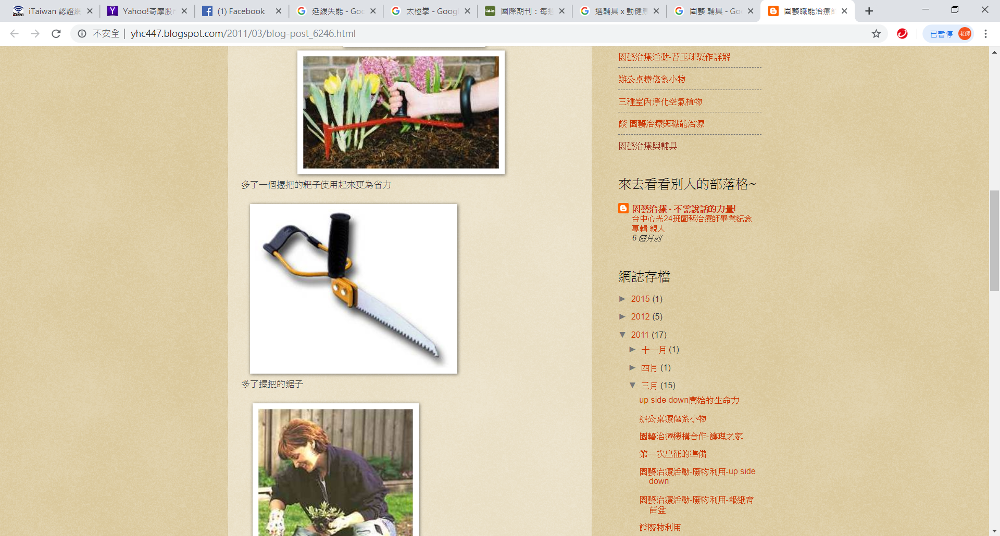 iTaiwan 認證網
Yahoo!奇摩股市
(1) Facebook
延緩失能 - Goo
太極拳 - Googl
國際期刊：每週
選輔具 x 動健康
園藝 輔具 - Go
園藝職能治療師
不安全 | yhc447.blogspot.com/2011/03/blog-post_6246.html
已暫停
老師
多了一個握把的耙子使用起來更為省力
多了握把的鋸子
園藝治療活動-苔玉球製作詳解
辦公桌療傷系小物
三種室內淨化空氣植物
談 園藝治療與職能治療
園藝治療與輔具
來去看看別人的部落格~
園藝治療 - 不需說話的力量!
台中心光24班園藝治療師畢業紀念
專輯 親人
6 個月前
網誌存檔
► 2015 (1)
► 2012 (5)
▼ 2011 (17)
► 十一月 (1)
► 四月 (1)
▼ 三月 (15)
up side down開始的生命力
辦公桌療傷系小物
園藝治療機構合作-護理之家
第一次出征的準備
園藝治療活動-廢物利用-up side
down
園藝治療活動-廢物利用-報紙育
苗盆
談廢物利用